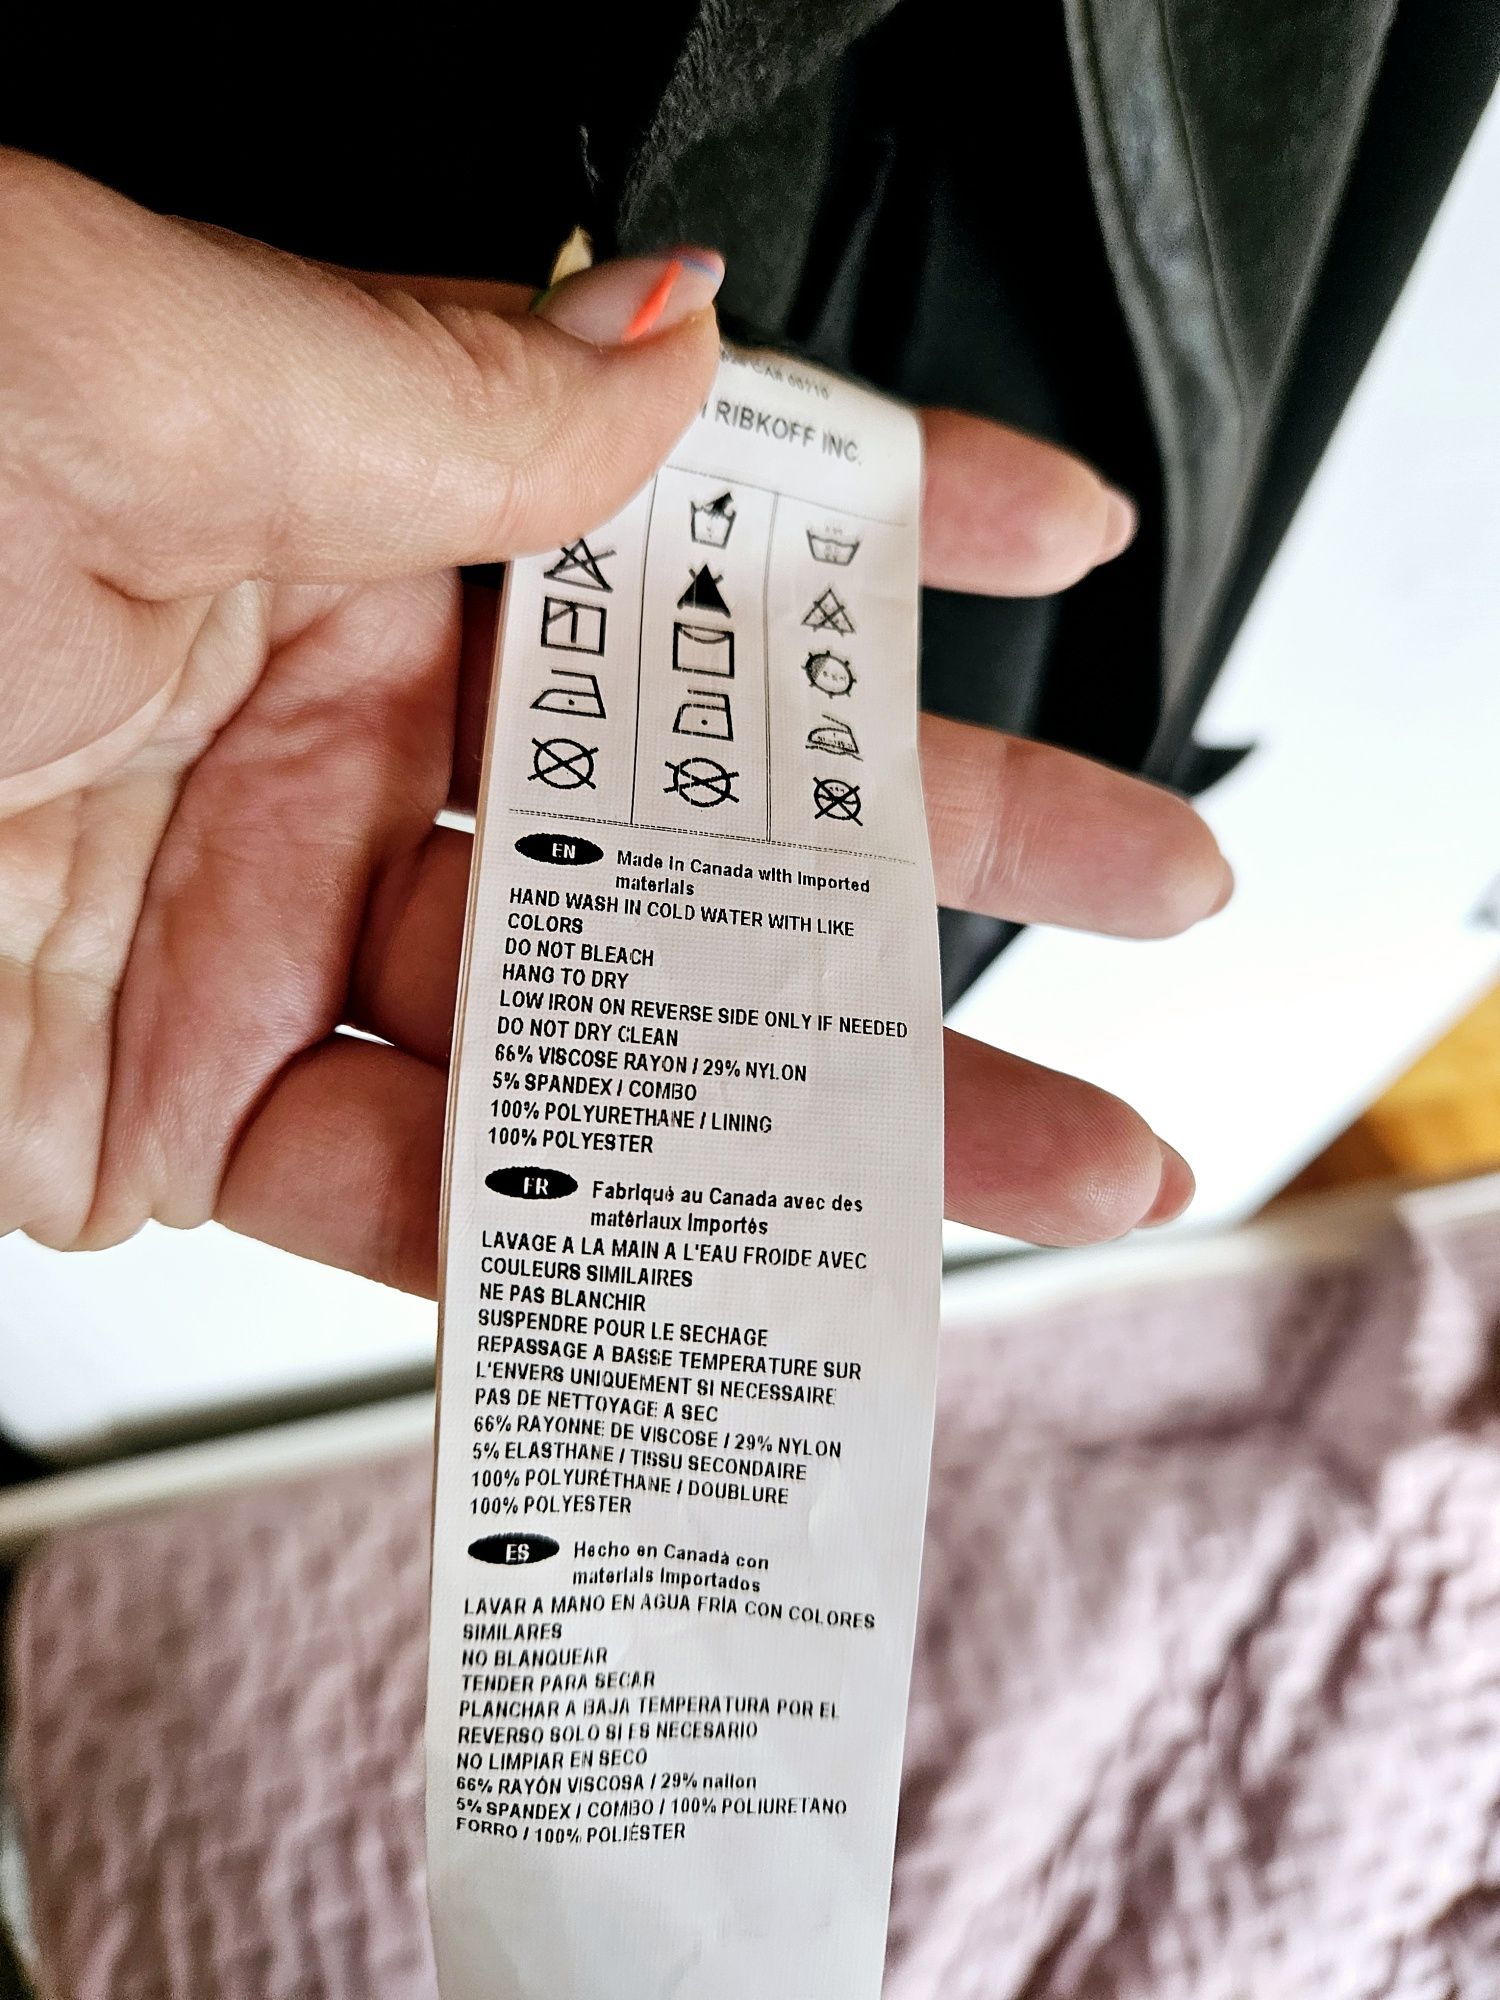 RIBKOFF INC.
EN
Made in Canada with imported
materials
HAND WASH IN COLD WATER WITH LIKE
COLORS
DO NOT BLEACH
HANG TO DRY
LOW IRON ON REVERSE SIDE ONLY IF NEEDED
DO NOT DRY CLEAN
66% VISCOSE RAYON / 29% NYLON
5% SPANDEX / COMBO
100% POLYURETHANE / LINING
100% POLYESTER
FR
Fabriqué au Canada avec des
matériaux importés
LAVAGE A LA MAIN A L'EAU FROIDE AVEC
COULEURS SIMILAIRES
NE PAS BLANCHIR
SUSPENDRE POUR LE SECHAGE
REPASSAGE A BASSE TEMPERATURE SUR
L'ENVERS UNIQUEMENT SI NECESSAIRE
PAS DE NETTOYAGE A SEC
66% RAYONNE DE VISCOSE / 29% NYLON
5% ELASTHANE / TISSU SECONDAIRE
100% POLYURÉTHANE / DOUBLURE
100% POLYESTER
ES
Hecho en Canadá con
materials importados
LAVAR A MANO EN AGUA FRÍA CON COLORES
SIMILARES
NO BLANQUEAR
TENDER PARA SECAR
PLANCHAR A BAJA TEMPERATURA POR EL
REVERSO SOLO SI ES NECESARIO
NO LIMPIAR EN SECO
66% RAYÓN VISCOSA / 29% nailon
5% SPANDEX / COMBO / 100% POLIURETANO
FORRO / 100% POLIÉSTER